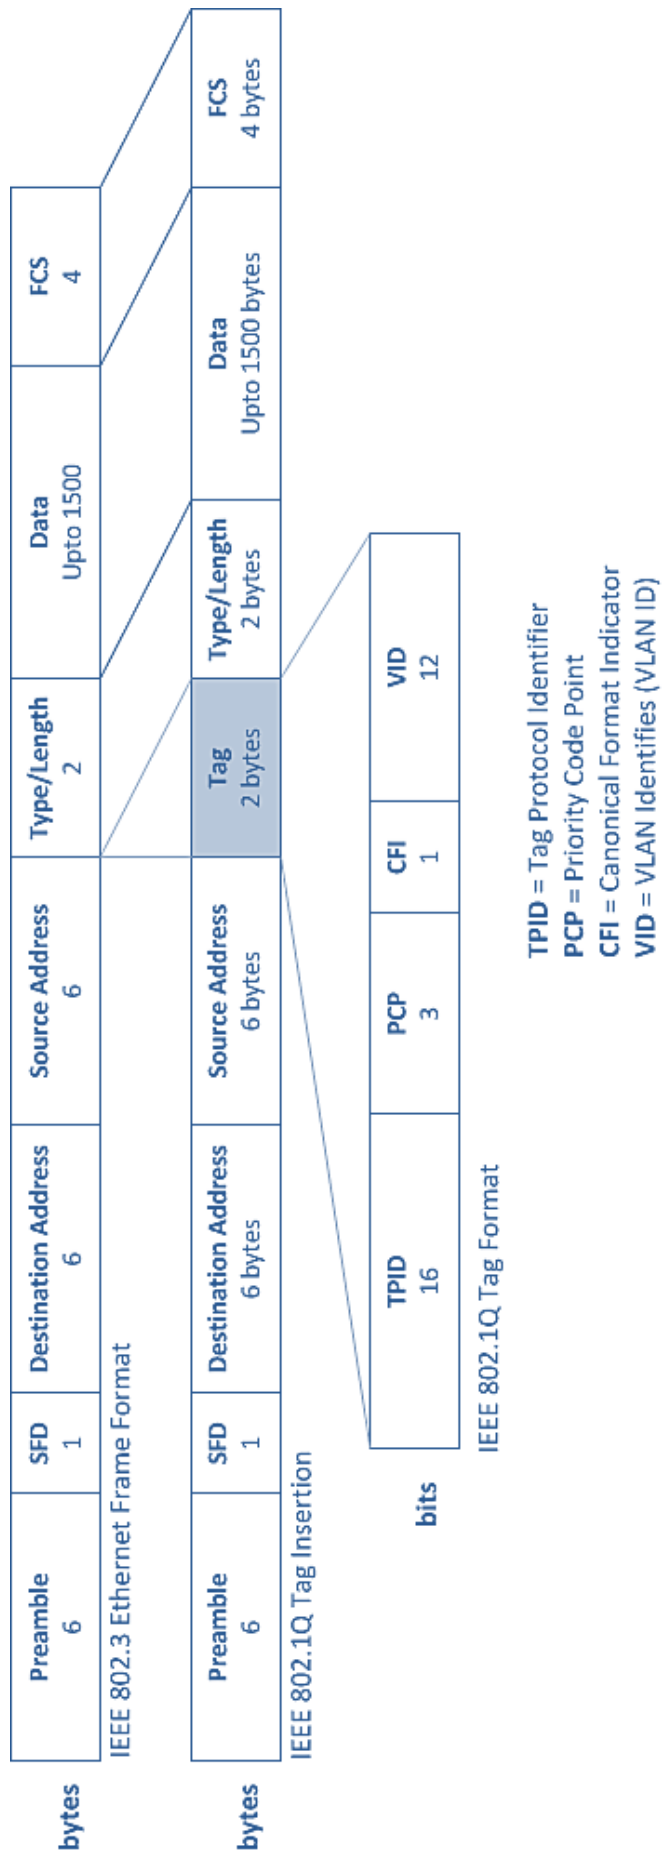 bytes
Preamble
6
SFD
1
Destination Address
6
Source Address
6
Type/Length
2
Data
Upto 1500
FCS
4
IEEE 802.3 Ethernet Frame Format
bytes
Preamble
6
SFD
1
Destination Address
6 bytes
Source Address
6 bytes
Tag
2 bytes
Type/Length
2 bytes
Data
Upto 1500 bytes
FCS
4 bytes
IEEE 802.1Q Tag Insertion
bits
TPID
16
PCP
3
CFI
1
VID
12
IEEE 802.1Q Tag Format
TPID = Tag Protocol Identifier
PCP = Priority Code Point
CFI = Canonical Format Indicator
VID = VLAN Identifies (VLAN ID)